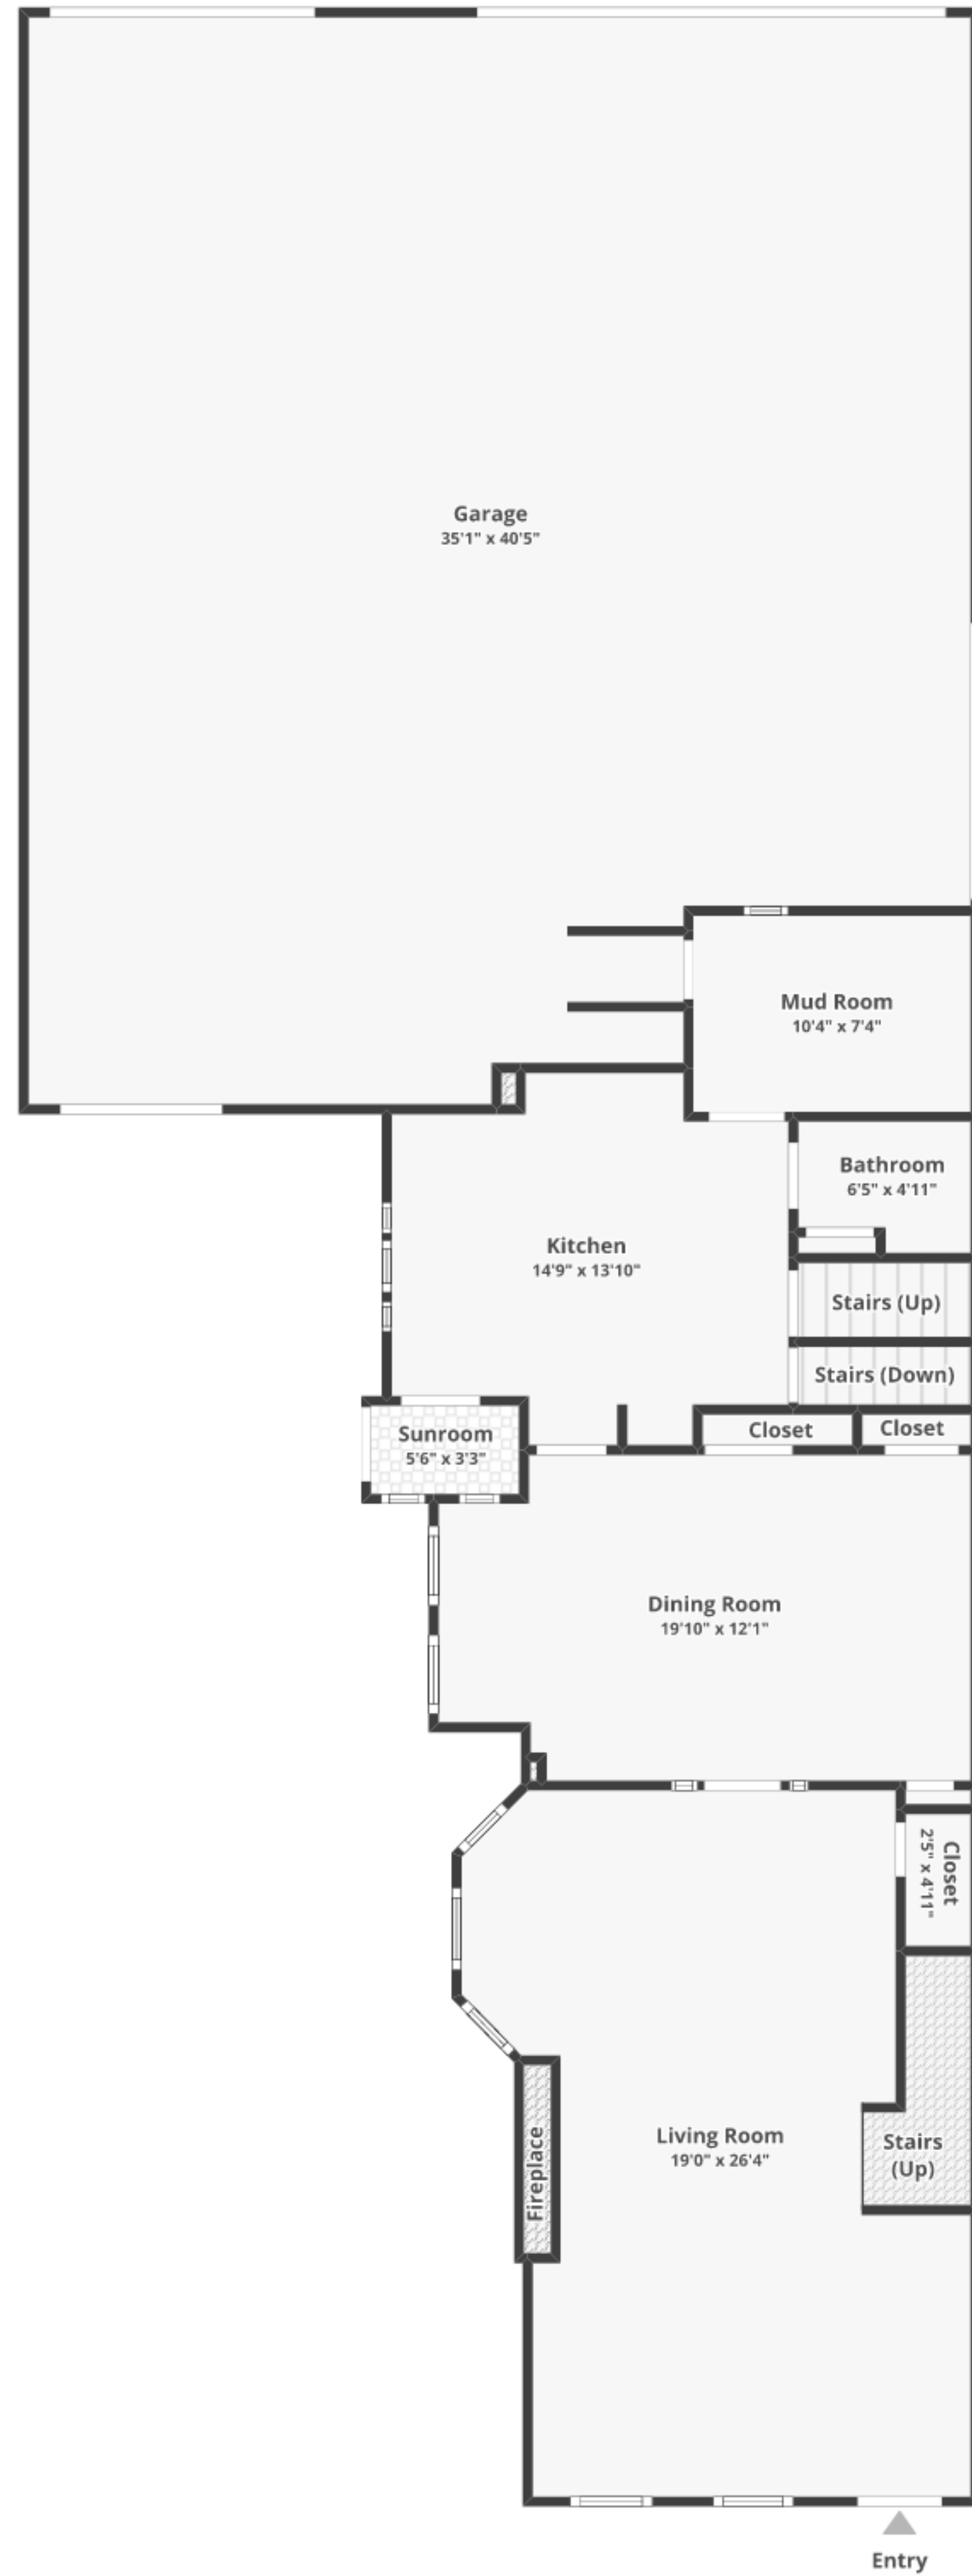 Garage
35'1" x 40'5"
Mud Room
10'4" x 7'4"
Bathroom
6'5" x 4'11"
Kitchen
14'9" x 13'10"
Stairs (Up)
Stairs (Down)
Closet
Closet
Sunroom
5'6" x 3'3"
Dining Room
19'10" x 12'1"
Closet
2'5" x 4'11"
Living Room
19'0" x 26'4"
Stairs
(Up)
Fireplace
Entry